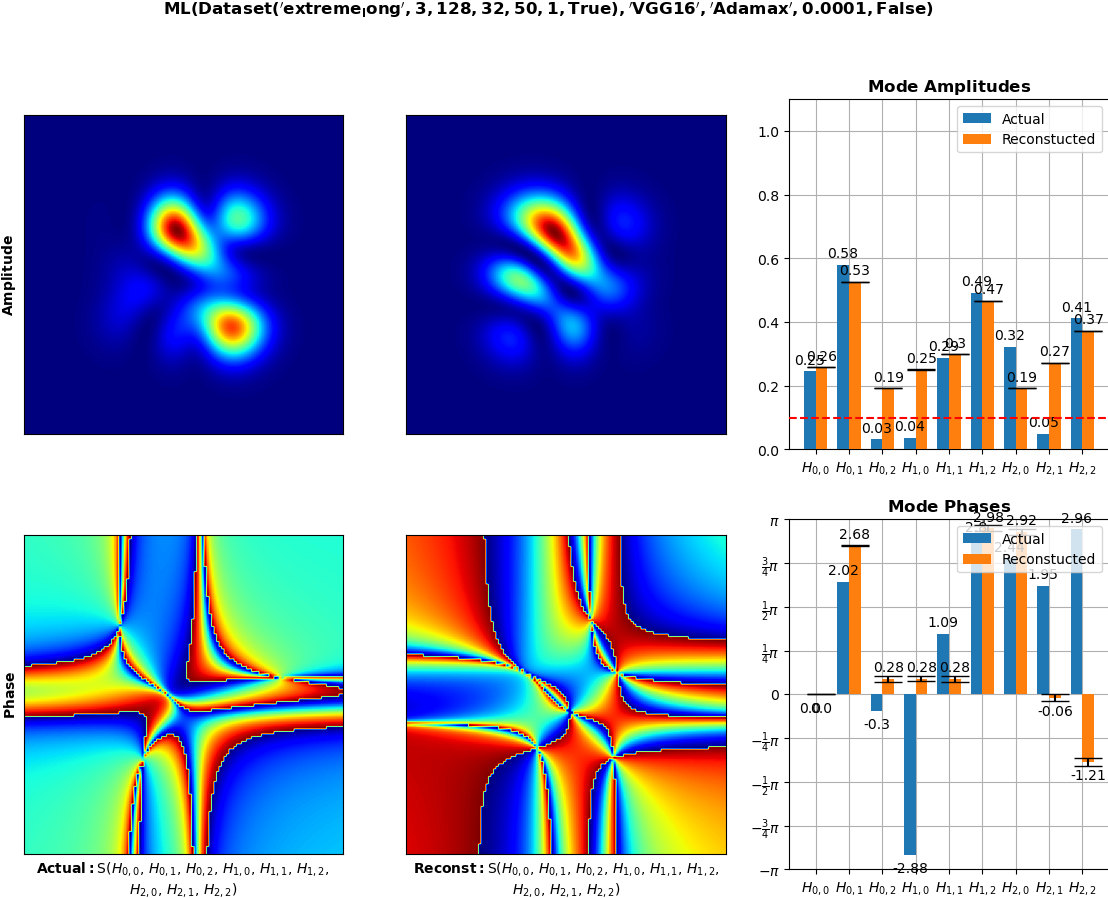 ML(Dataset('extreme_long', 3, 128, 32, 50, 1, True), 'VGG16', 'Adamax', 0.0001, False)
Mode Amplitudes
Actual
Reconstucted
1.0
0.8
0.6
0.4
0.2
0.0
0.25
0.26
0.58
0.53
0.03
0.19
0.04
0.25
0.29
0.3
0.49
0.47
0.32
0.19
0.05
0.27
0.41
0.37
H0,0 H0,1 H0,2 H1,0 H1,1 H1,2 H2,0 H2,1 H2,2
Amplitude
Mode Phases
Actual
Reconstucted
π
3/4π
1/2π
1/4π
0
−1/4π
−1/2π
−3/4π
−π
0.0
0.0
2.02
2.68
-0.3
0.28
-2.88
0.28
1.09
0.28
2.98
2.92
1.95
-0.06
2.96
-1.21
H0,0 H0,1 H0,2 H1,0 H1,1 H1,2 H2,0 H2,1 H2,2
Phase
Actual: S(H0,0, H0,1, H0,2, H1,0, H1,1, H1,2,
H2,0, H2,1, H2,2)
Reconst: S(H0,0, H0,1, H0,2, H1,0, H1,1, H1,2,
H2,0, H2,1, H2,2)